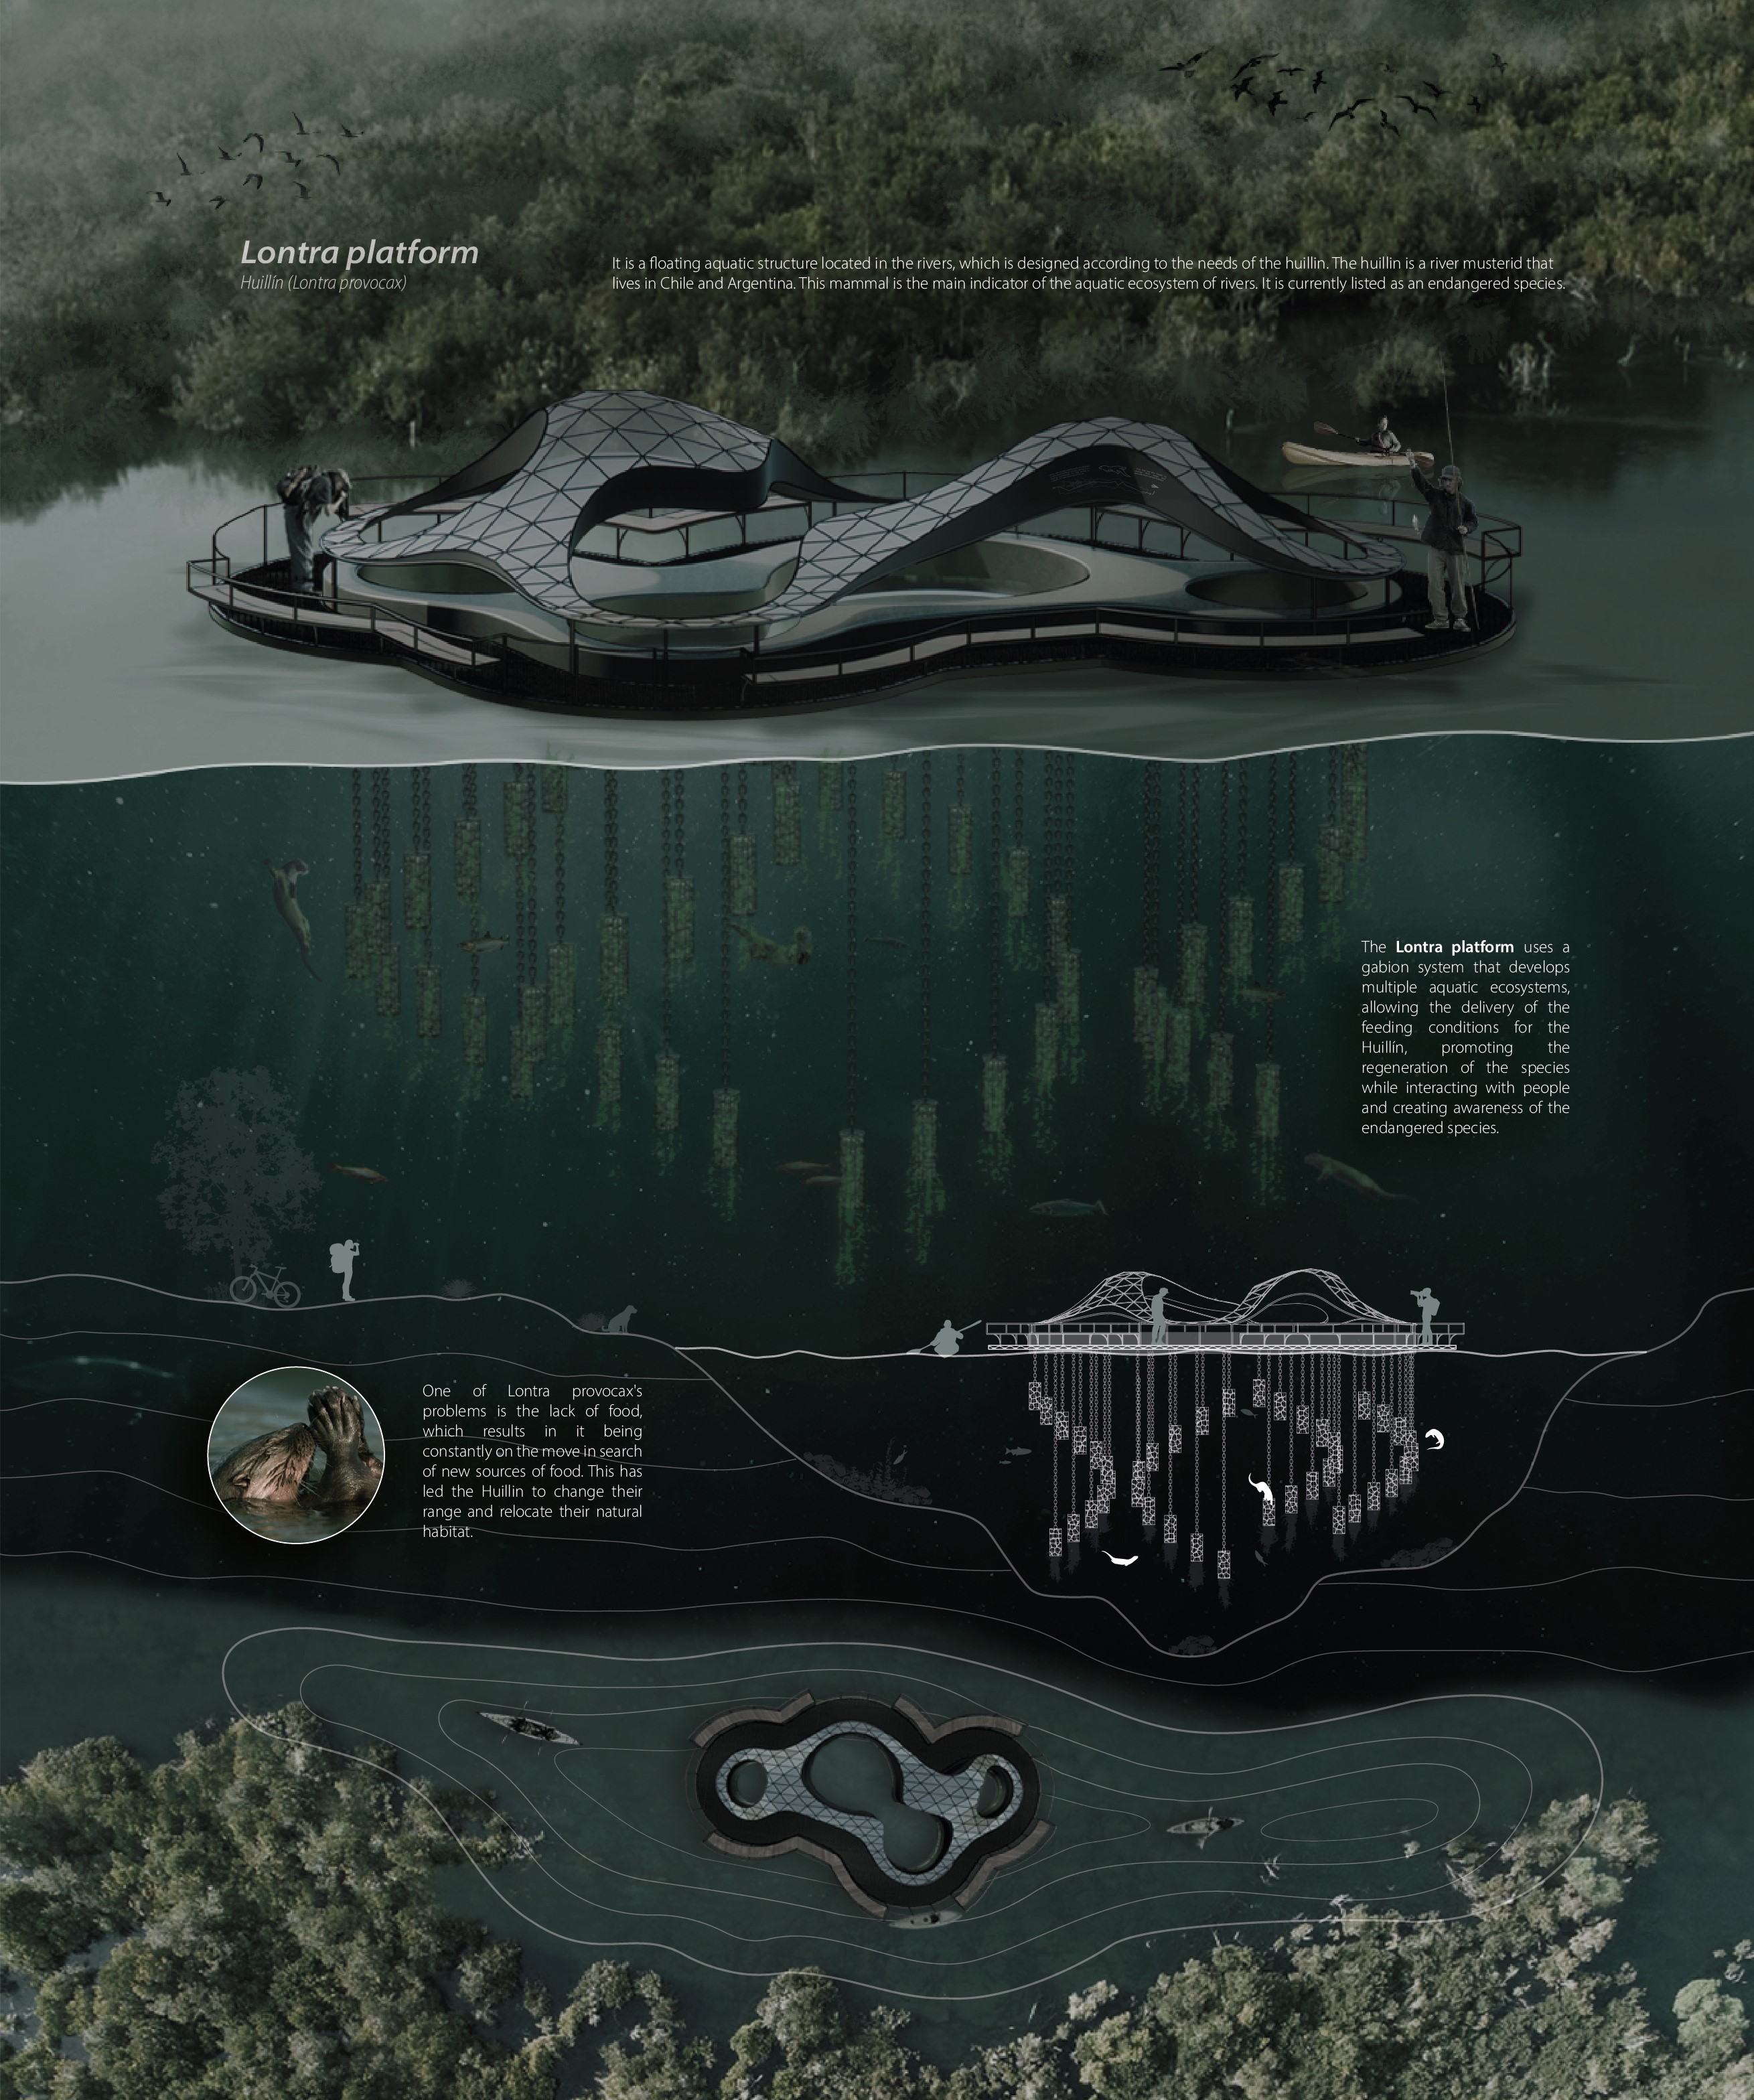 Lontra platform
Huillín (Lontra provocax)
It is a floating aquatic structure located in the rivers, which is designed according to the needs of the huillin. The huillin is a river musterid that
lives in Chile and Argentina. This mammal is the main indicator of the aquatic ecosystem of rivers. It is currently listed as an endangered species.
The Lontra platform uses a
gabion system that develops
multiple aquatic ecosystems,
allowing the delivery of the
feeding conditions for the
Huillín, promoting the
regeneration of the species
while interacting with people
and creating awareness of the
endangered species.
One of Lontra provocax's
problems is the lack of food,
which results in it being
constantly on the move in search
of new sources of food. This has
led the Huillin to change their
range and relocate their natural
habitat.